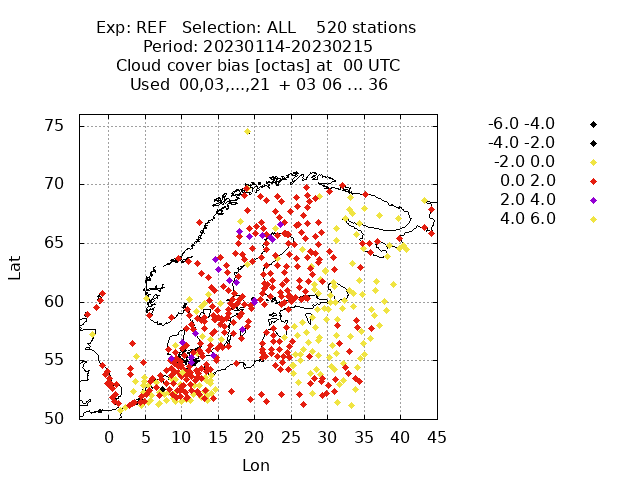 Exp: REF Selection: ALL 520 stations
Period: 20230114-20230215
Cloud cover bias [octas] at 00 UTC
Used 00,03,...,21 + 03 06 ... 36
75
70
65
60
55
50
Lat
0 5 10 15 20 25 30 35 40 45
Lon
-6.0 -4.0
-4.0 -2.0
-2.0 0.0
0.0 2.0
2.0 4.0
4.0 6.0